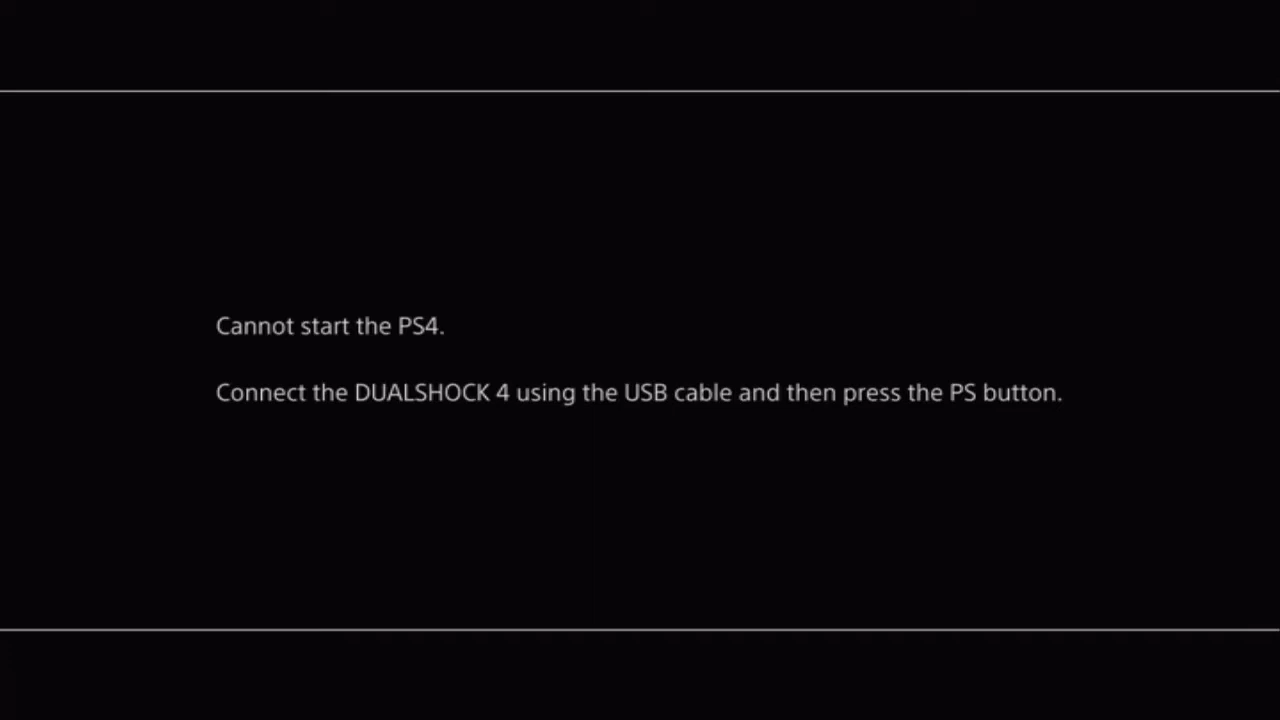 Cannot start the PS4.
Connect the DUALSHOCK 4 using the USB cable and then press the PS button.